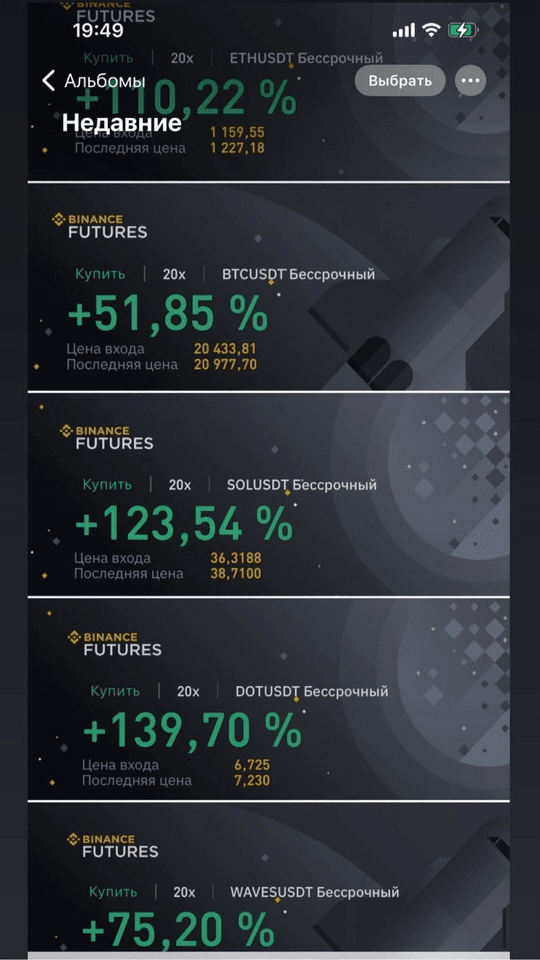 BINANCE
FUTURES
19:49
Купить | 20x | ETHUSDT Бессрочный
Альбомы
Выбрать
+110,22 %
Недавние
Цена входа 1 159,55
Последняя цена 1 227,18
BINANCE
FUTURES
Купить | 20x | BTCUSDT Бессрочный
+51,85 %
Цена входа 20 433,81
Последняя цена 20 977,70
BINANCE
FUTURES
Купить | 20x | SOLUSDT Бессрочный
+123,54 %
Цена входа 36,3188
Последняя цена 38,7100
BINANCE
FUTURES
Купить | 20x | DOTUSDT Бессрочный
+139,70 %
Цена входа 6,725
Последняя цена 7,230
BINANCE
FUTURES
Купить | 20x | WAVESUSDT Бессрочный
+75,20 %